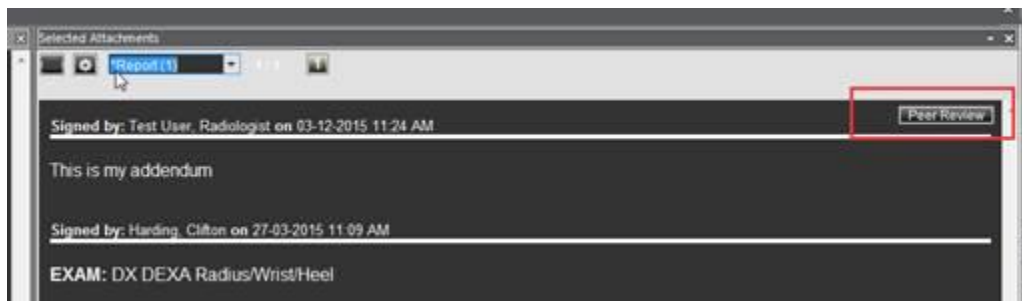 Selected Attachments
*Report (1)
Peer Review
Signed by: Test User, Radiologist on 03-12-2015 11:24 AM
This is my addendum
Signed by: Harding, Clifton on 27-03-2015 11:09 AM
EXAM: DX DEXA Radius/Wrist/Heel